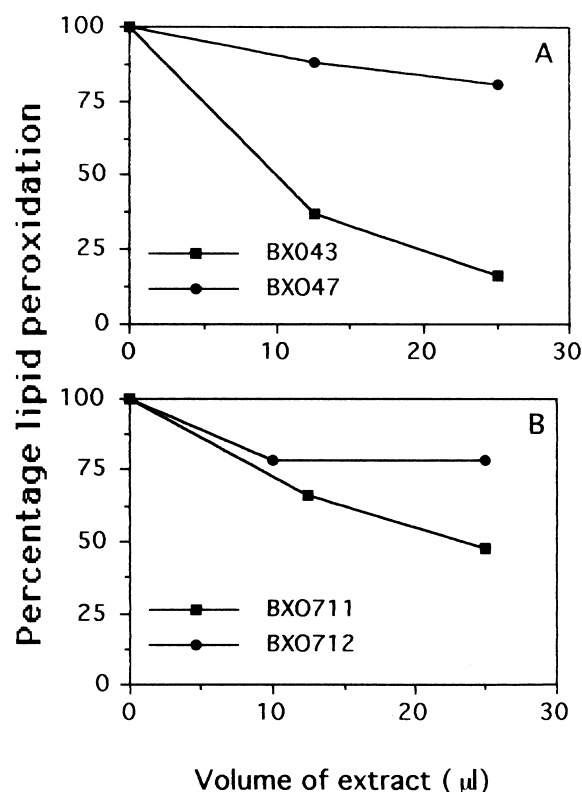 Percentage lipid peroxidation
A
100
75
50
25
0
BX043
BXO47
0 10 20 30
B
100
75
50
25
0
BXO711
BXO712
0 10 20 30
Volume of extract ( µl)